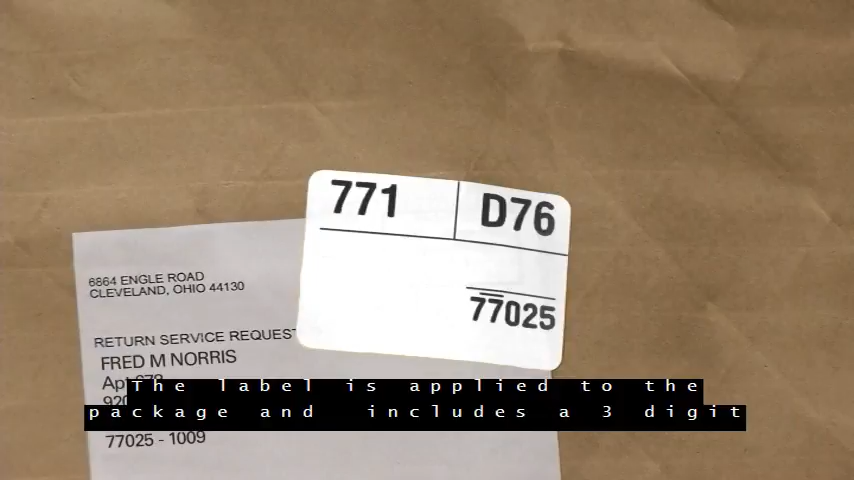 771 D76
77025
6864 ENGLE ROAD
CLEVELAND, OHIO 44130
RETURN SERVICE
FRED M NORRIS
77025 - 1009
The label is applied to the
package and includes a 3 digit